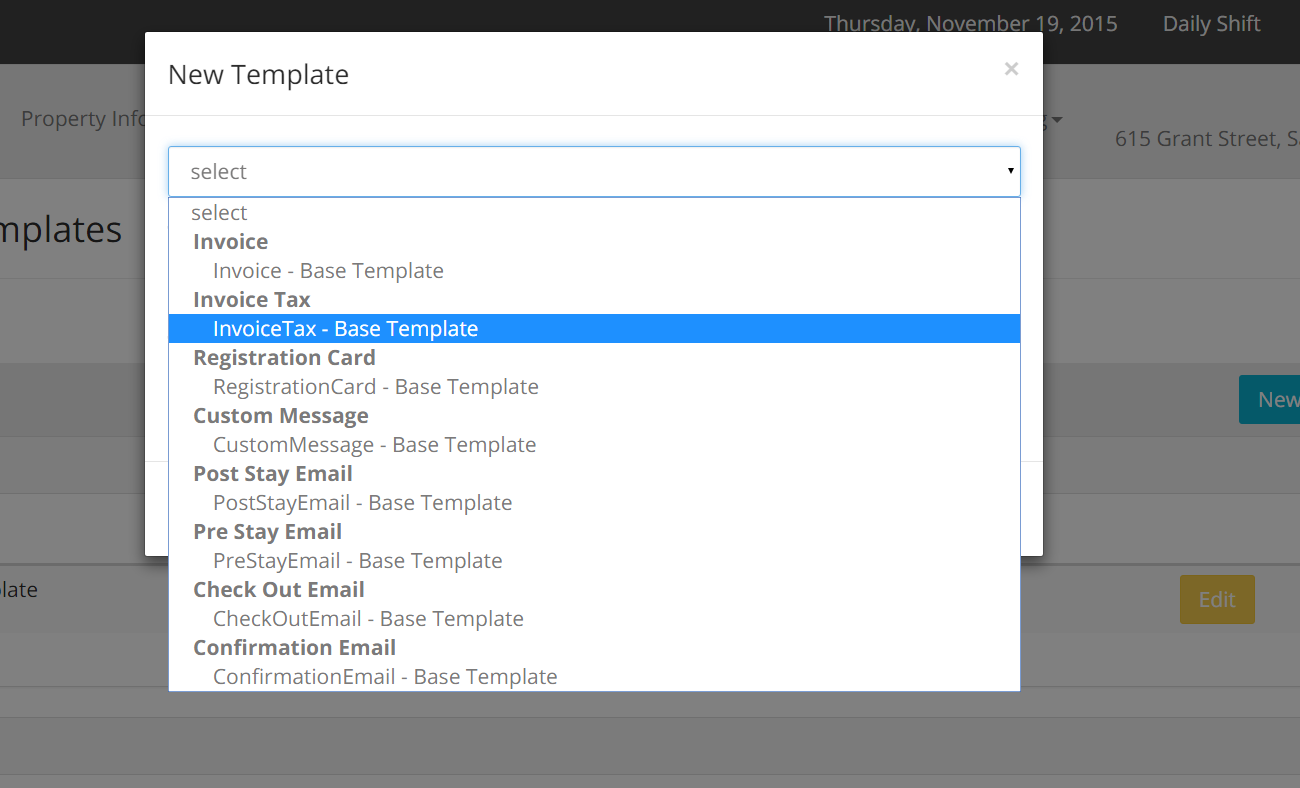 Thursday, November 19, 2015 Daily Shift
New Template ×
Property Info
615 Grant Street,
select
select
Invoice
Invoice - Base Template
Invoice Tax
InvoiceTax - Base Template
Registration Card
RegistrationCard - Base Template
Custom Message
CustomMessage - Base Template
Post Stay Email
PostStayEmail - Base Template
Pre Stay Email
PreStayEmail - Base Template
Check Out Email
CheckOutEmail - Base Template
Confirmation Email
ConfirmationEmail - Base Template
mplates
New
late
Edit